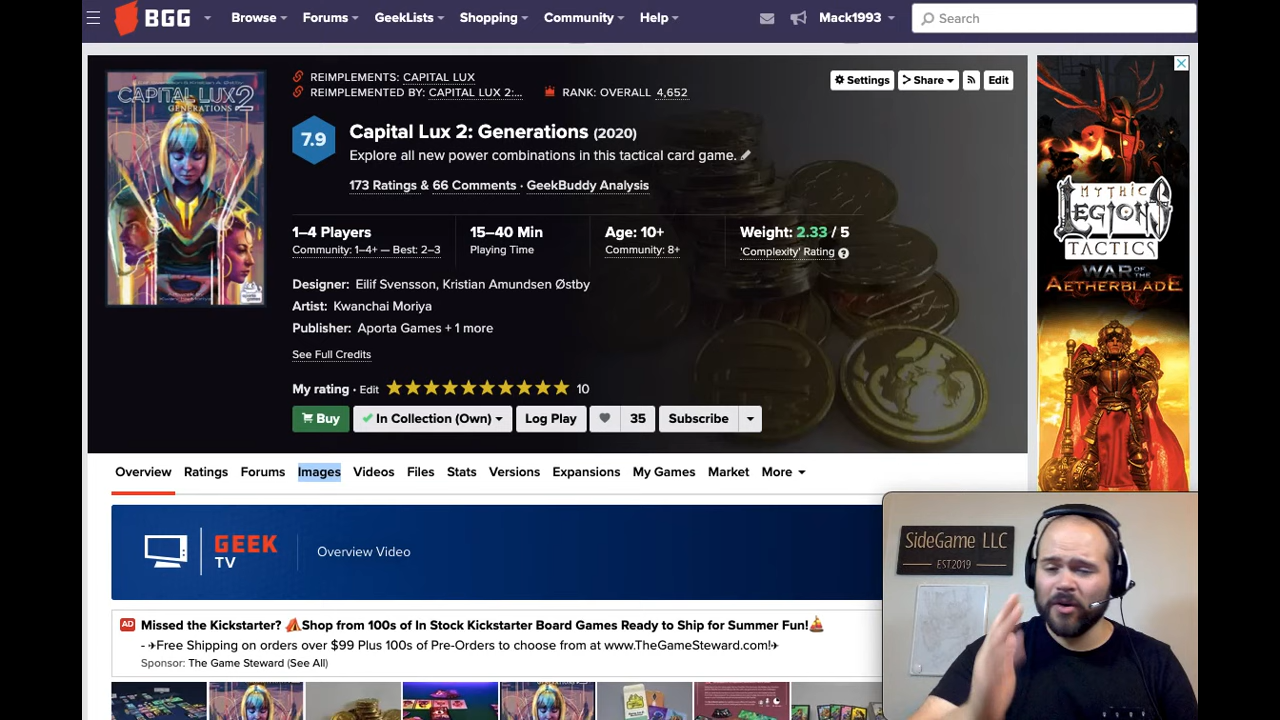 BGG
Browse
Forums
GeekLists
Shopping
Community
Help
Mack1993
Search
CAPITAL LUX 2
GENERATIONS
REIMPLEMENTS: CAPITAL LUX
REIMPLEMENTED BY: CAPITAL LUX 2:...
RANK: OVERALL 4,652
Settings
Share
Edit
7.9
Capital Lux 2: Generations (2020)
Explore all new power combinations in this tactical card game.
173 Ratings & 66 Comments · GeekBuddy Analysis
1–4 Players
Community: 1–4+ — Best: 2–3
15–40 Min
Playing Time
Age: 10+
Community: 8+
Weight: 2.33 / 5
'Complexity' Rating
Designer: Eilif Svensson, Kristian Amundsen Østby
Artist: Kwanchai Moriya
Publisher: Aporta Games + 1 more
See Full Credits
My rating · Edit 10
Buy
In Collection (Own)
Log Play
35
Subscribe
MYTHIC
LEGIONS
TACTICS
WAR OF THE
AETHERBLADE
Overview Ratings Forums Images Videos Files Stats Versions Expansions My Games Market More
GEEK
TV
Overview Video
AD Missed the Kickstarter? Shop from 100s of In Stock Kickstarter Board Games Ready to Ship for Summer Fun!
- ✈Free Shipping on orders over $99 Plus 100s of Pre-Orders to choose from at www.TheGameSteward.com!✈
Sponsor: The Game Steward (See All)
SideGame LLC
EST2019